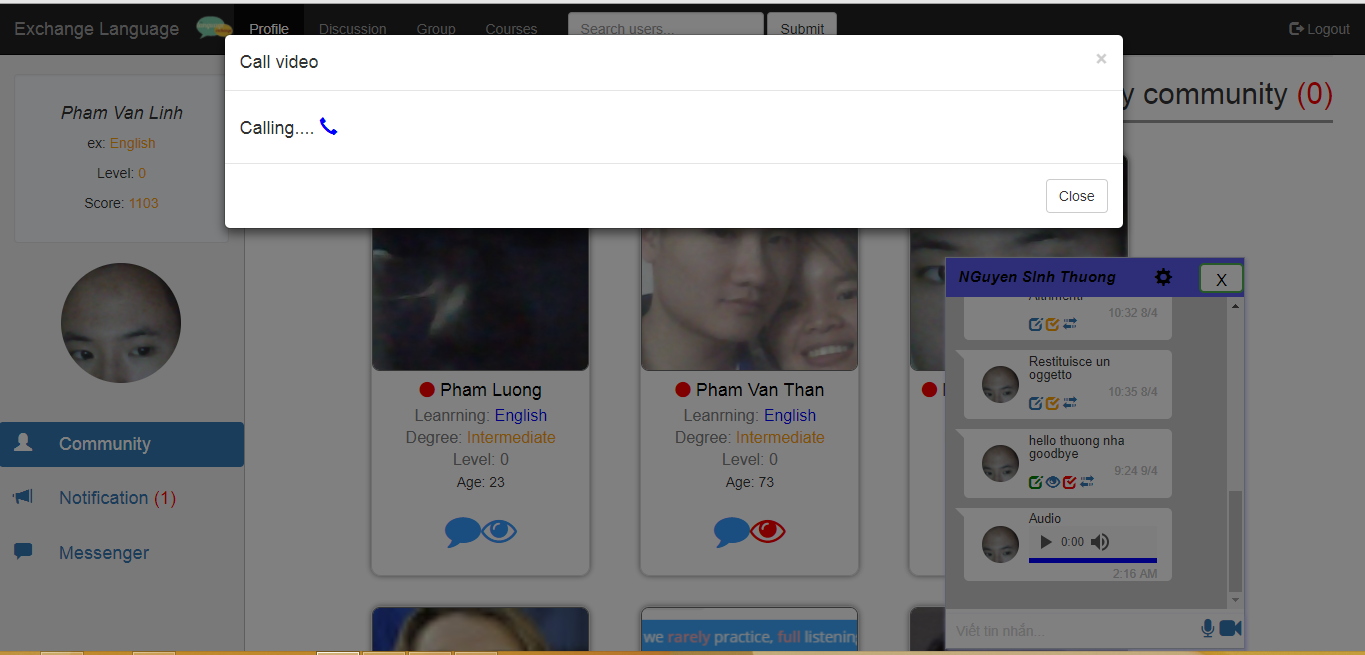 Exchange Language
Profile
Discussion
Group
Courses
Search users...
Submit
Logout
Call video
×
Calling....
Close
y community (0)
Pham Van Linh
ex: English
Level: 0
Score: 1103
Community
Notification (1)
Messenger
Pham Luong
Leanrning: English
Degree: Intermediate
Level: 0
Age: 23
Pham Van Than
Leanrning: English
Degree: Intermediate
Level: 0
Age: 73
we rarely practice, full listening
NGuyen SInh Thuong
X
10:32 8/4
Restituisce un
oggetto
10:35 8/4
hello thuong nha
goodbye
9:24 9/4
Audio
0:00
2:16 AM
Viết tin nhắn...